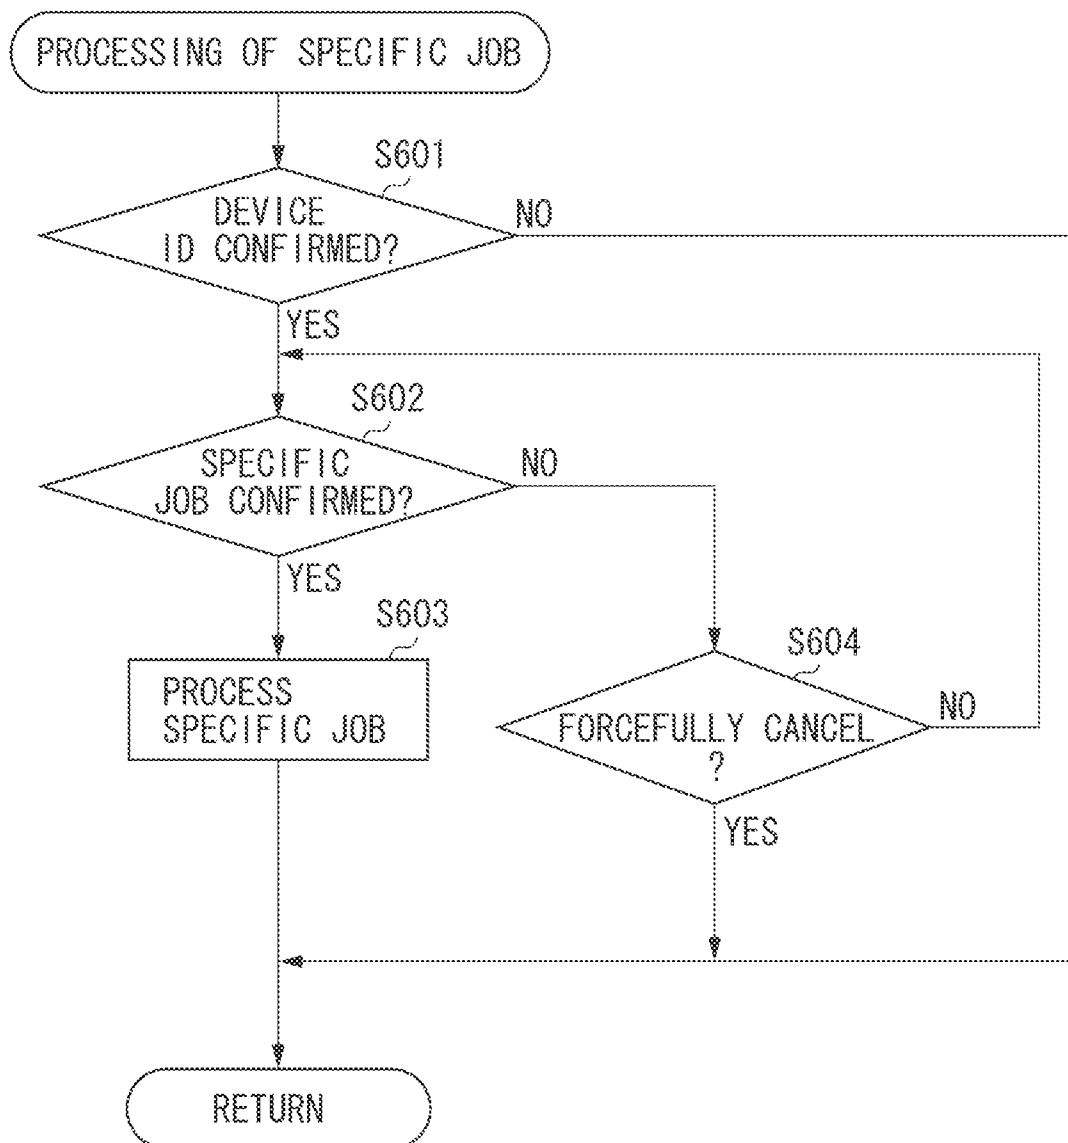 PROCESSING OF SPECIFIC JOB
S601
DEVICE
ID CONFIRMED?
NO
YES
S602
SPECIFIC
JOB CONFIRMED?
NO
YES
S603
PROCESS
SPECIFIC JOB
S604
FORCEFULLY CANCEL
?
NO
YES
RETURN